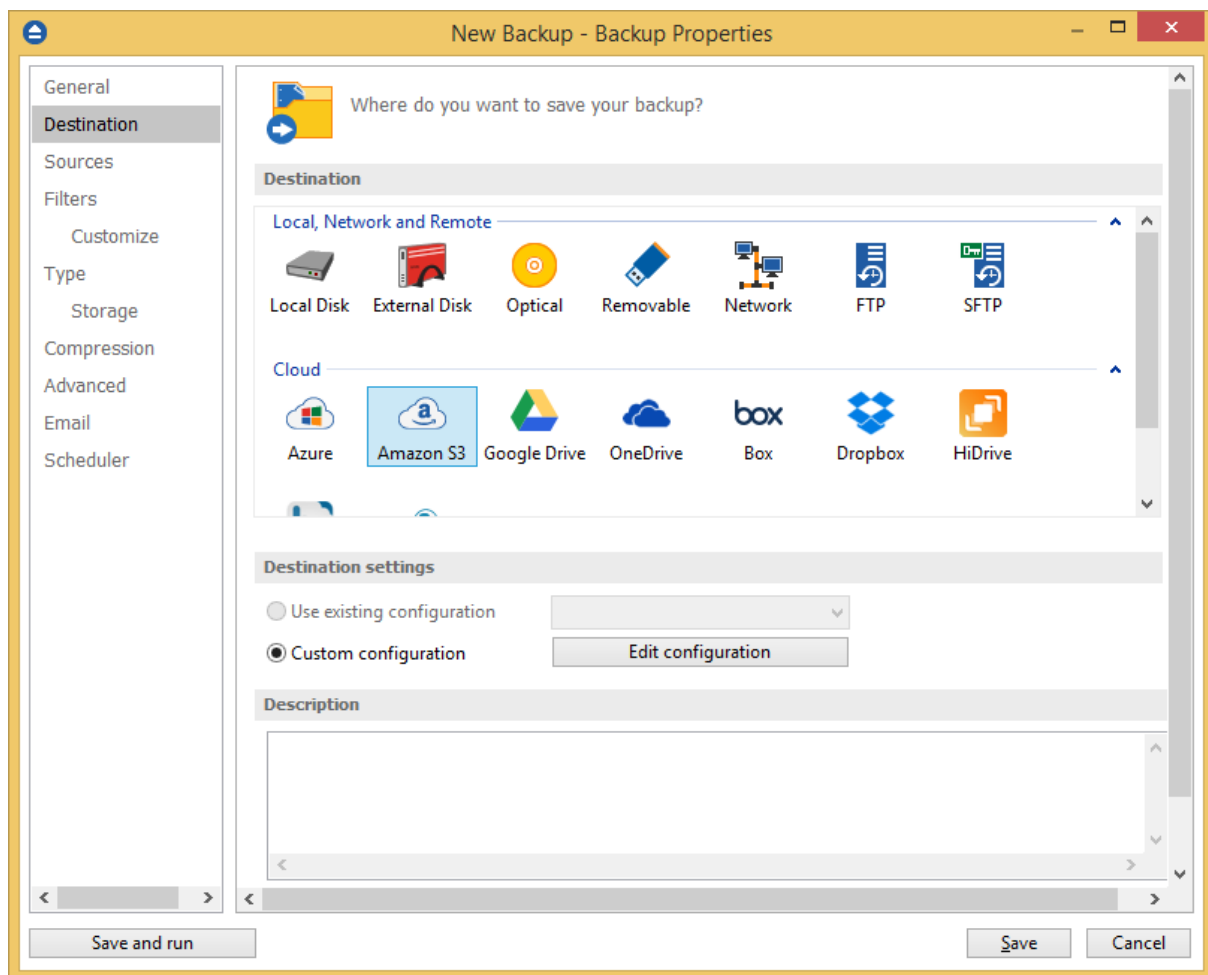 New Backup - Backup Properties
General
Destination
Sources
Filters
Customize
Type
Storage
Compression
Advanced
Email
Scheduler
Where do you want to save your backup?
Destination
Local, Network and Remote
Local Disk External Disk Optical Removable Network FTP SFTP
Cloud
a box
Azure Amazon S3 Google Drive OneDrive Box Dropbox HiDrive
Destination settings
Use existing configuration
Custom configuration Edit configuration
Description
Save and run Save Cancel